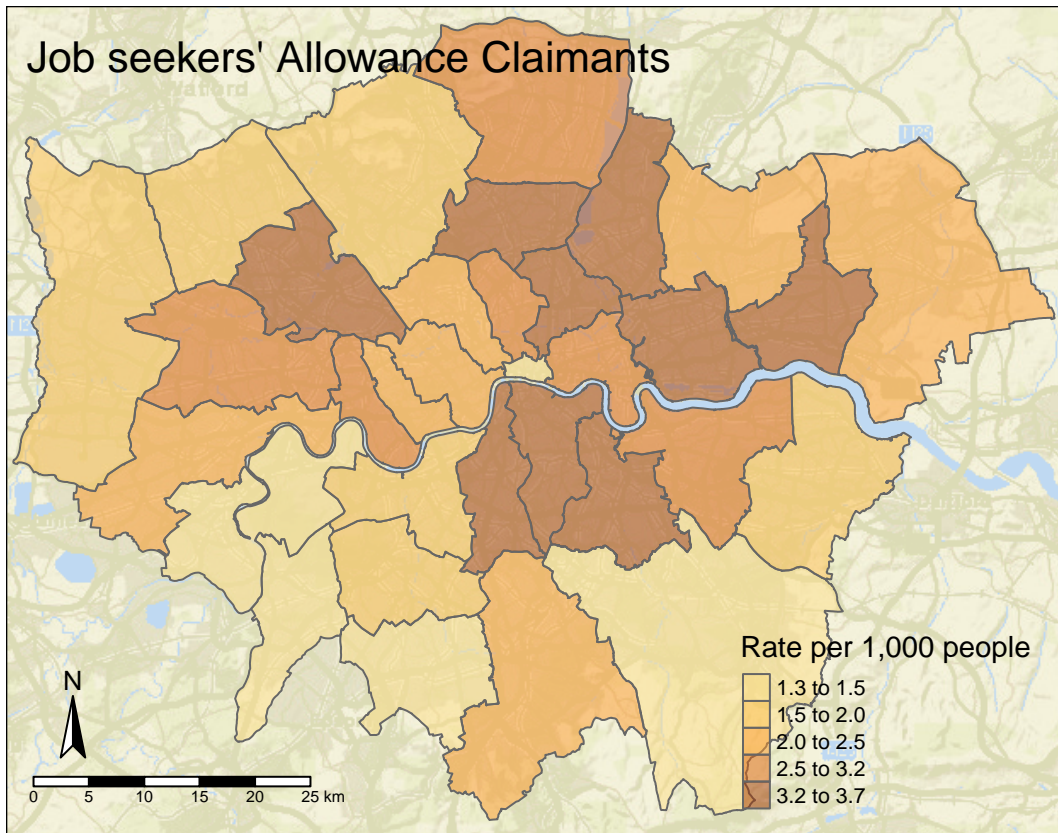 Job seekers' Allowance Claimants
Rate per 1,000 people
1.3 to 1.5
1.5 to 2.0
2.0 to 2.5
2.5 to 3.2
3.2 to 3.7
N
0 5 10 15 20 25 km